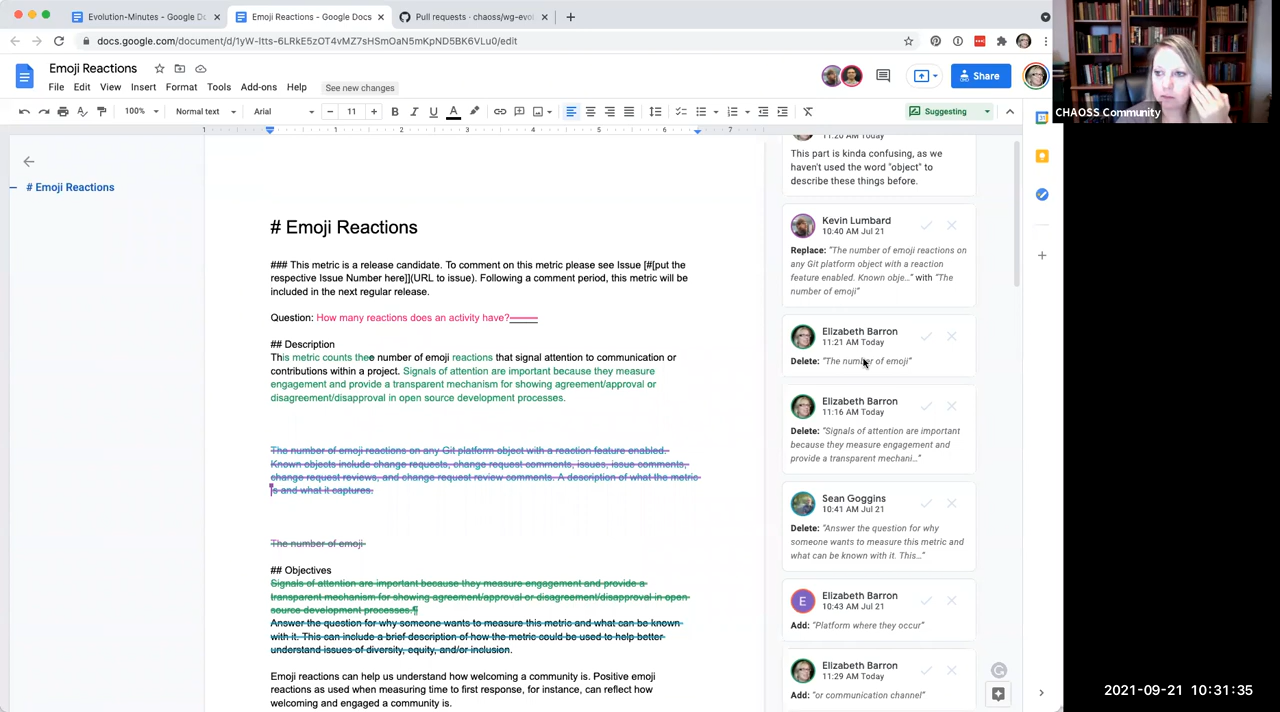 Evolution-Minutes - Google Do
Emoji Reactions - Google Docs
Pull requests · chaoss/wg-evol
docs.google.com/document/d/1yW-Itts-6LRkE5zOT4vMZ7sHSmOaN5mKpND5BK6VLu0/edit
Emoji Reactions
File Edit View Insert Format Tools Add-ons Help See new changes
Share
100% Normal text Arial 11 Suggesting
1 1 2 3 4 5 6 7
# Emoji Reactions
# Emoji Reactions
### This metric is a release candidate. To comment on this metric please see Issue [#[put the
respective Issue Number here]](URL to issue). Following a comment period, this metric will be
included in the next regular release.
Question: How many reactions does an activity have?
## Description
This metric counts thee number of emoji reactions that signal attention to communication or
contributions within a project. Signals of attention are important because they measure
engagement and provide a transparent mechanism for showing agreement/approval or
disagreement/disapproval in open source development processes.
The number of emoji reactions on any Git platform object with a reaction feature enabled.
Known objects include change requests, change request comments, issues, issue comments,
change request reviews, and change request review comments. A description of what the metric
is and what it captures.
The number of emoji
## Objectives
Signals of attention are important because they measure engagement and provide a
transparent mechanism for showing agreement/approval or disagreement/disapproval in open
source development processes.¶
Answer the question for why someone wants to measure this metric and what can be known
with it. This can include a brief description of how the metric could be used to help better
understand issues of diversity, equity, and/or inclusion.
Emoji reactions can help us understand how welcoming a community is. Positive emoji
reactions as used when measuring time to first response, for instance, can reflect how
welcoming and engaged a community is.
11:20 AM Today
This part is kinda confusing, as we
haven't used the word "object" to
describe these things before.
Kevin Lumbard
10:40 AM Jul 21
Replace: "The number of emoji reactions on
any Git platform object with a reaction
feature enabled. Known obje..." with "The
number of emoji"
Elizabeth Barron
11:21 AM Today
Delete: "The number of emoji"
Elizabeth Barron
11:16 AM Today
Delete: "Signals of attention are important
because they measure engagement and
provide a transparent mechani..."
Sean Goggins
10:41 AM Jul 21
Delete: "Answer the question for why
someone wants to measure this metric and
what can be known with it. This..."
E
Elizabeth Barron
10:43 AM Jul 21
Add: "Platform where they occur"
Elizabeth Barron
11:29 AM Today
Add: "or communication channel"
CHAOSS Community
2021-09-21 10:31:35